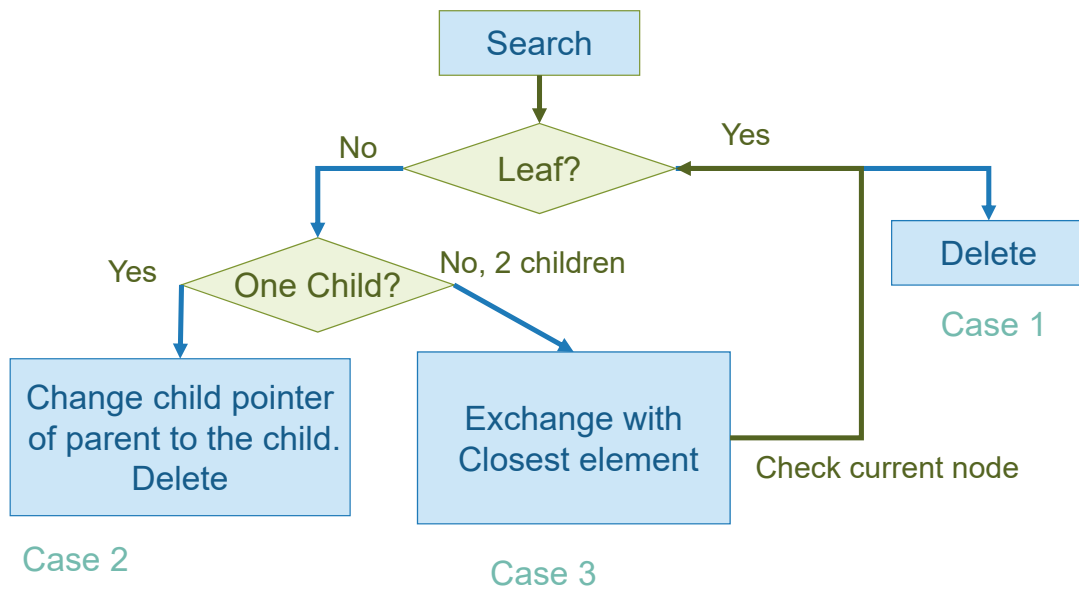 Search
No
Yes
Leaf?
Yes
One Child?
No, 2 children
Delete
Case 1
Change child pointer
of parent to the child.
Delete
Exchange with
Closest element
Check current node
Case 2
Case 3